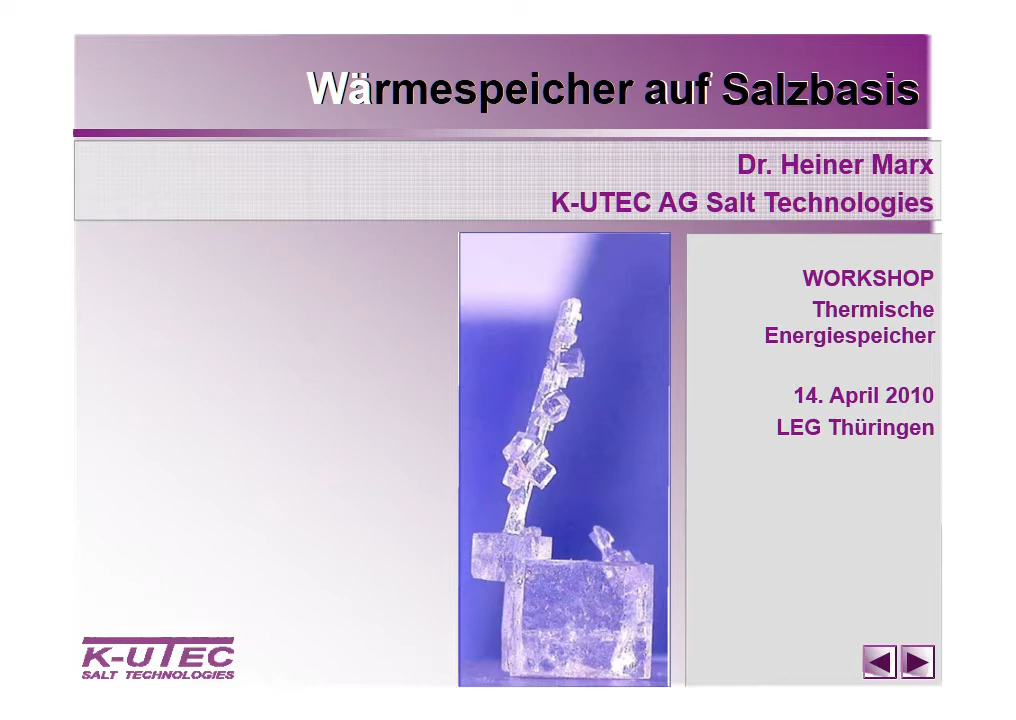 Wärmespeicher auf Salzbasis
Dr. Heiner Marx
K-UTEC AG Salt Technologies
WORKSHOP
Thermische
Energiespeicher
14. April 2010
LEG Thüringen
K-UTEC
SALT TECHNOLOGIES